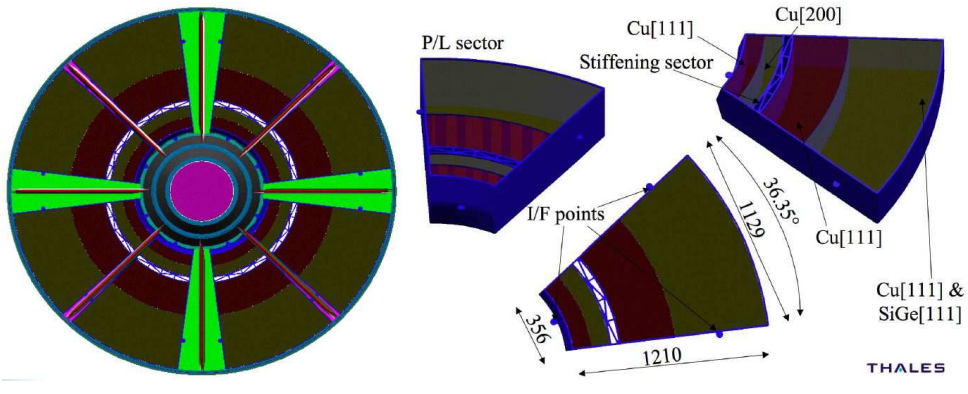 P/L sector
Cu[111]
Cu[200]
Stiffening sector
I/F points
36.35°
1129
Cu[111]
356
1210
Cu[111] &
SiGe[111]
THALES